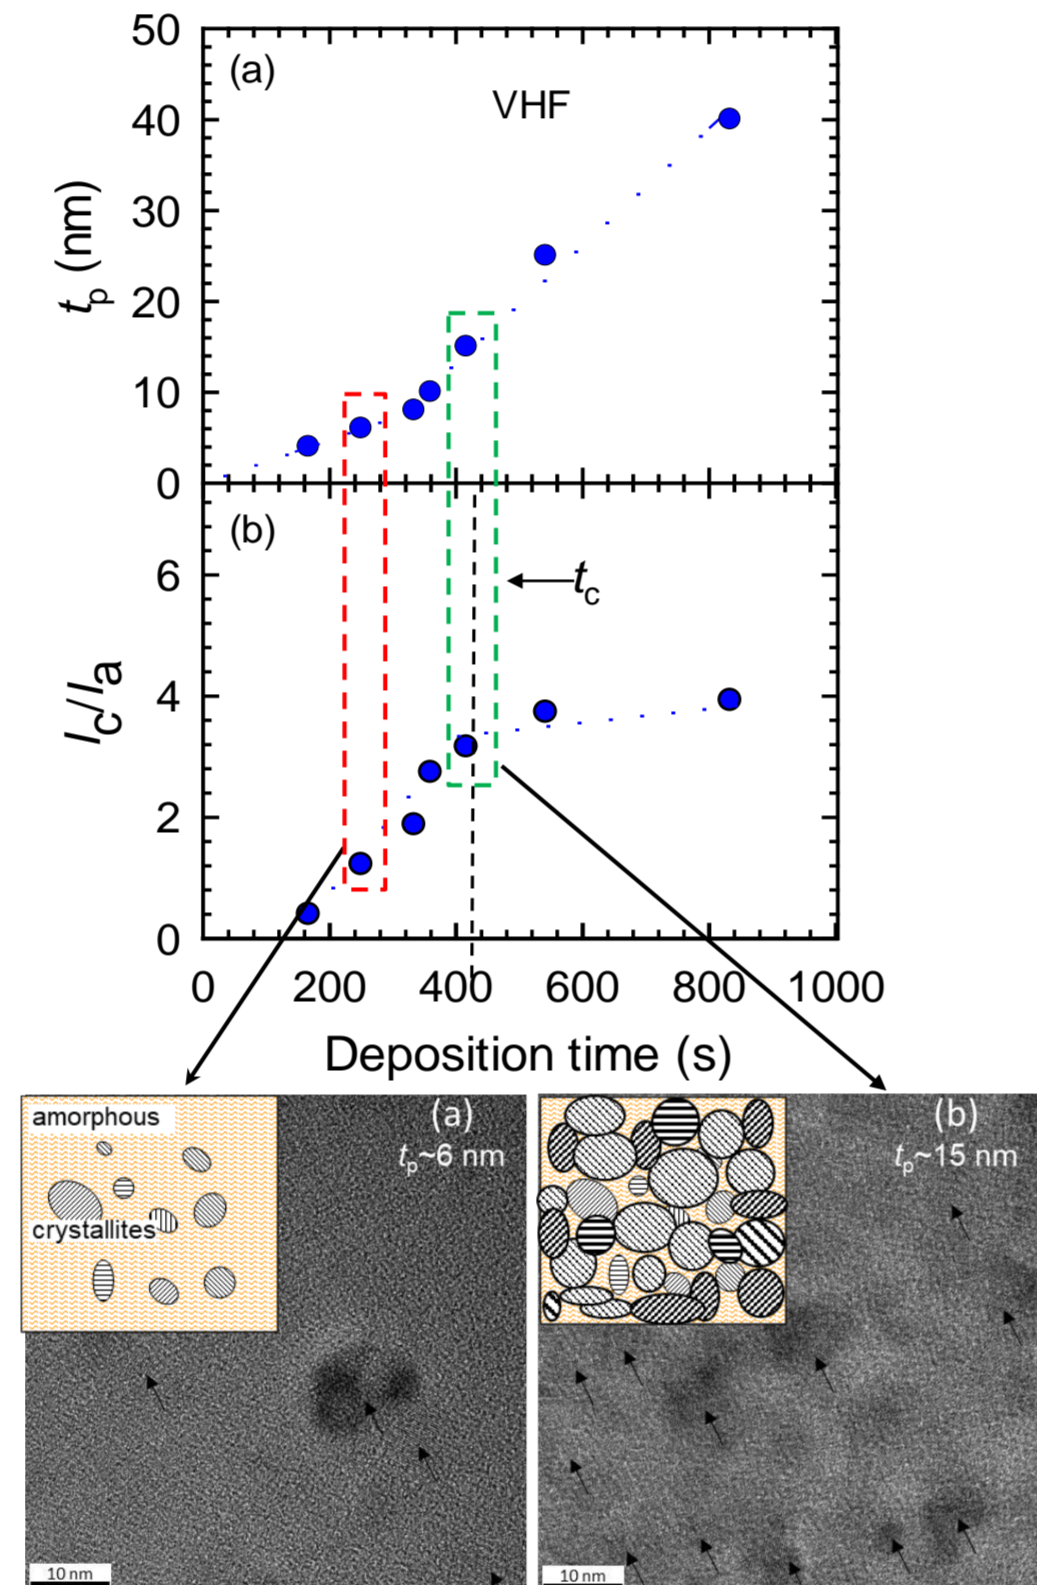 50
(a)
VHF
40
30
20
10
0
tp (nm)
(b)
6
tc
4
2
0
Ic/Ia
0 200 400 600 800 1000
Deposition time (s)
amorphous
crystallites
(a)
tp~6 nm
10 nm
(b)
tp~15 nm
10 nm